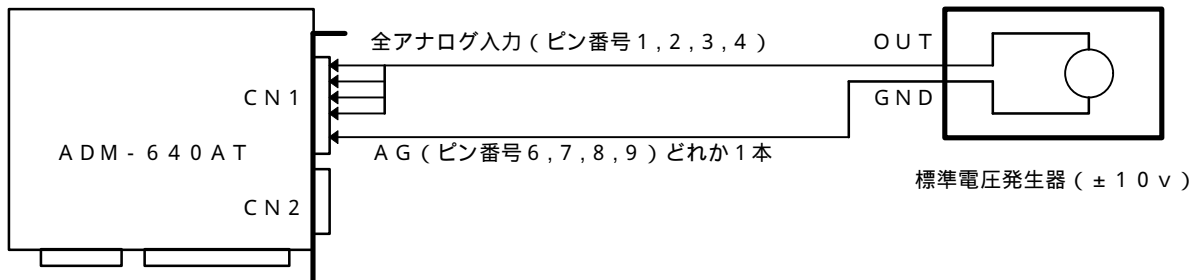 全アナログ入力(ピン番号1,2,3,4)
OUT
CN1
GND
ADM-640AT
AG(ピン番号6,7,8,9)どれか1本
標準電圧発生器(±10v)
CN2